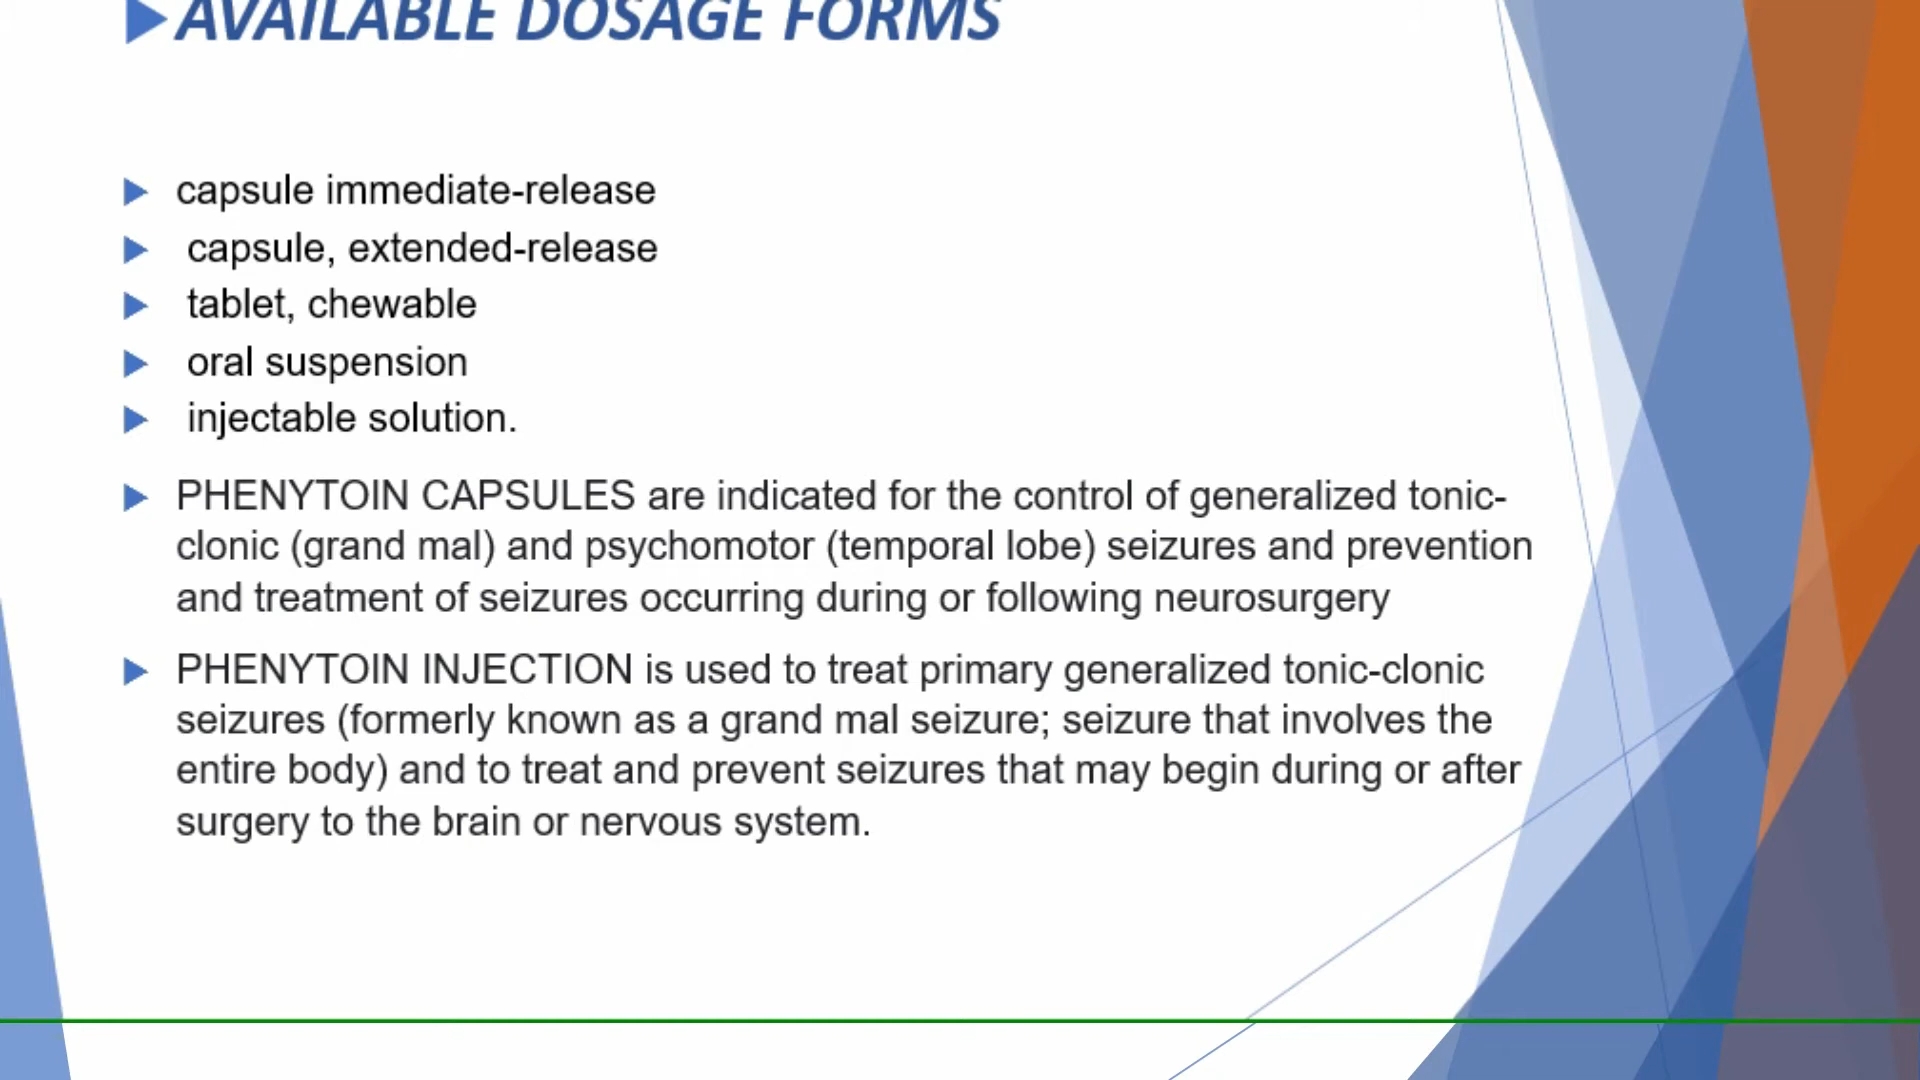 AVAILABLE DOSAGE FORMS
capsule immediate-release
capsule, extended-release
tablet, chewable
oral suspension
injectable solution.
PHENYTOIN CAPSULES are indicated for the control of generalized tonic-
clonic (grand mal) and psychomotor (temporal lobe) seizures and prevention
and treatment of seizures occurring during or following neurosurgery
PHENYTOIN INJECTION is used to treat primary generalized tonic-clonic
seizures (formerly known as a grand mal seizure; seizure that involves the
entire body) and to treat and prevent seizures that may begin during or after
surgery to the brain or nervous system.